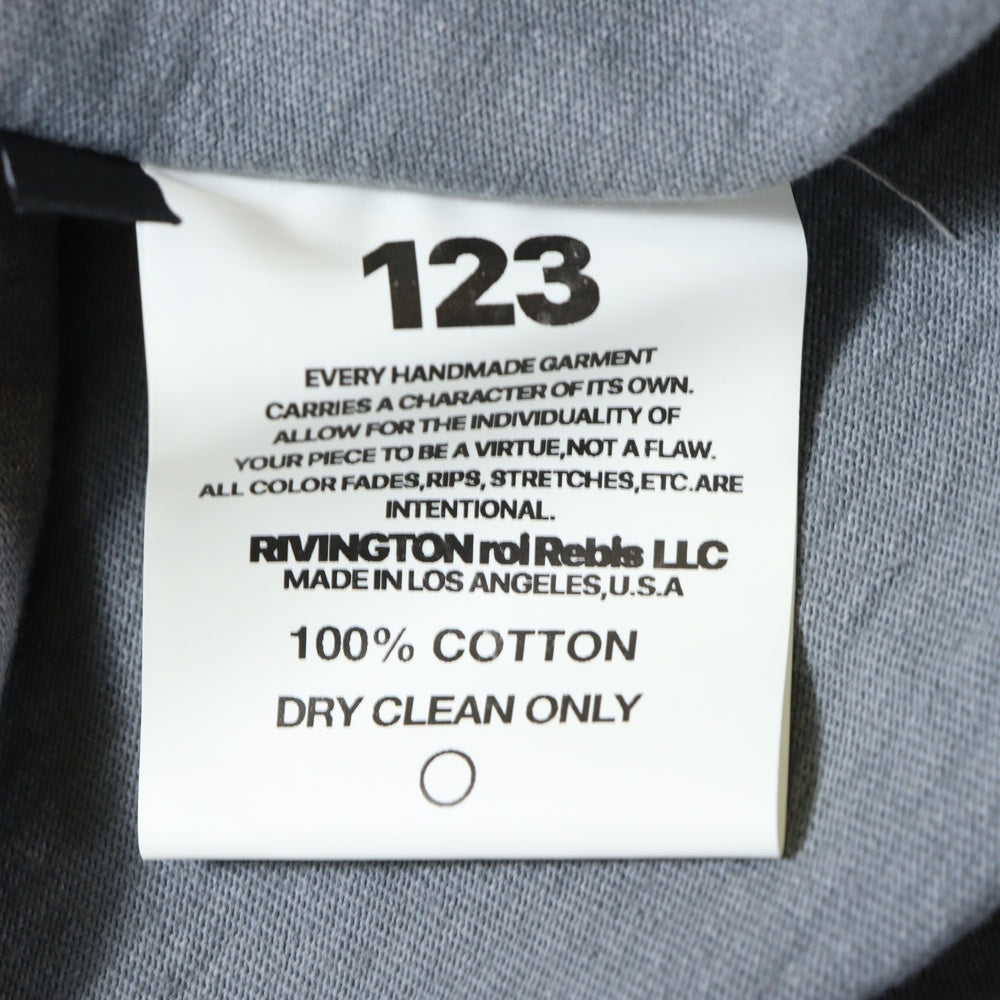 123
EVERY HANDMADE GARMENT
CARRIES A CHARACTER OF ITS OWN.
ALLOW FOR THE INDIVIDUALITY OF
YOUR PIECE TO BE A VIRTUE,NOT A FLAW.
ALL COLOR FADES,RIPS, STRETCHES,ETC.ARE
INTENTIONAL.
RIVINGTON roi Rebis LLC
MADE IN LOS ANGELES,U.S.A
100% COTTON
DRY CLEAN ONLY